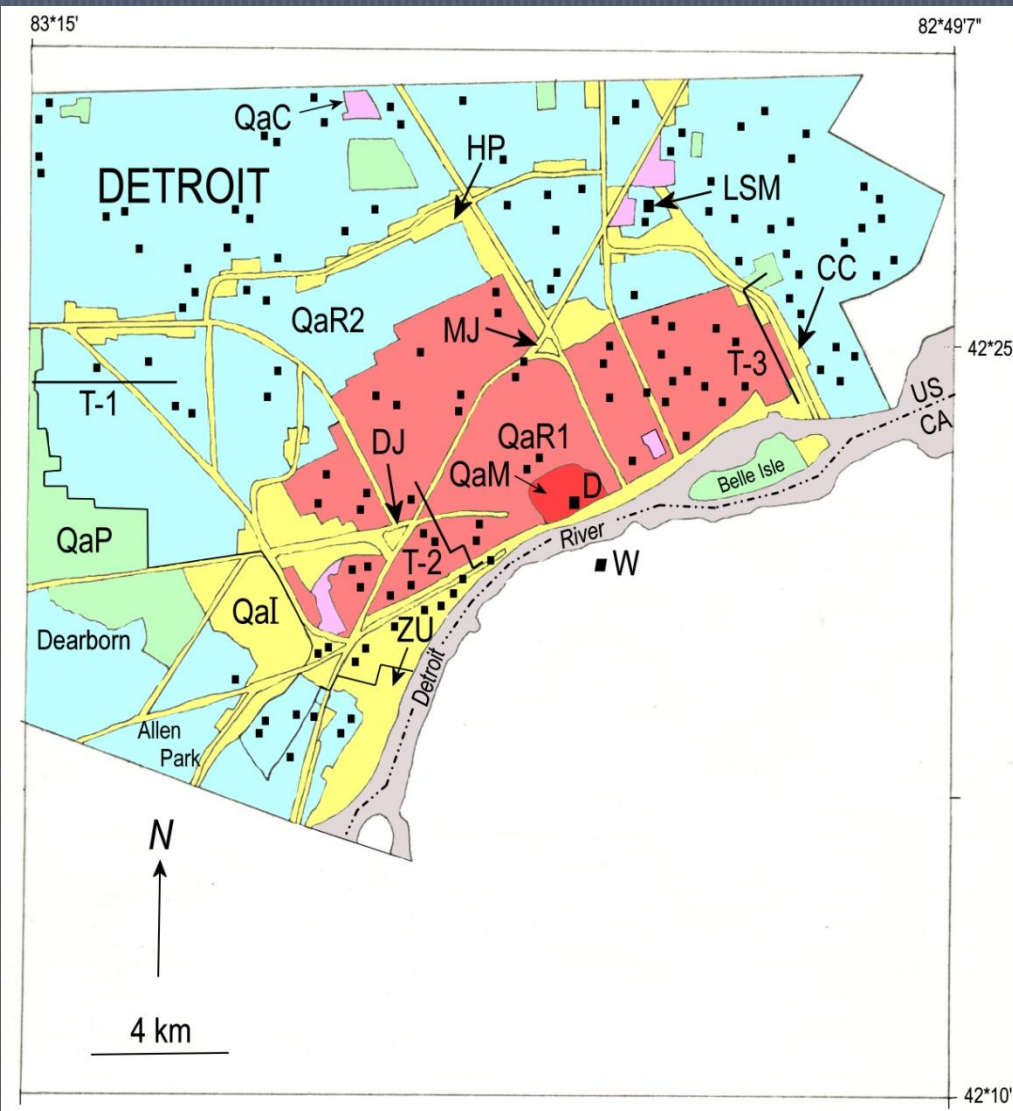 83*15'
82*49'7"
QaC
HP
DETROIT
LSM
CC
QaR2
MJ
42*25
T-3
T-1
US
CA
DJ
QaR1
QaM
D
Belle Isle
River
QaP
T-2
W
QaI
Dearborn
ZU
Detroit
Allen
Park
N
4 km
42*10'